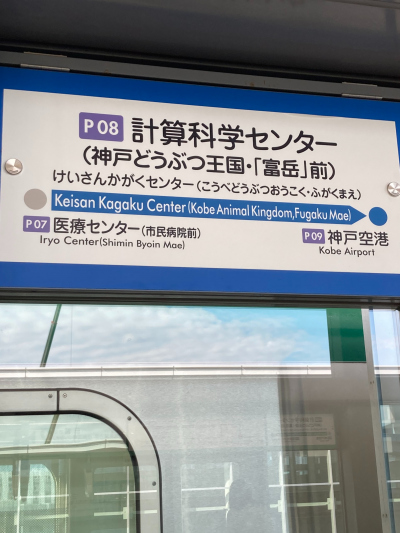 P08 計算科学センター
(神戸どうぶつ王国・「富岳」前)
けいさんかがくセンター(こうべどうぶつおうこく・ふがくまえ)
Keisan Kagaku Center(Kobe Animal Kingdom,Fugaku Mae)
P07 医療センター(市民病院前)
Iryo Center(Shimin Byoin Mae)
P09 神戸空港
Kobe Airport